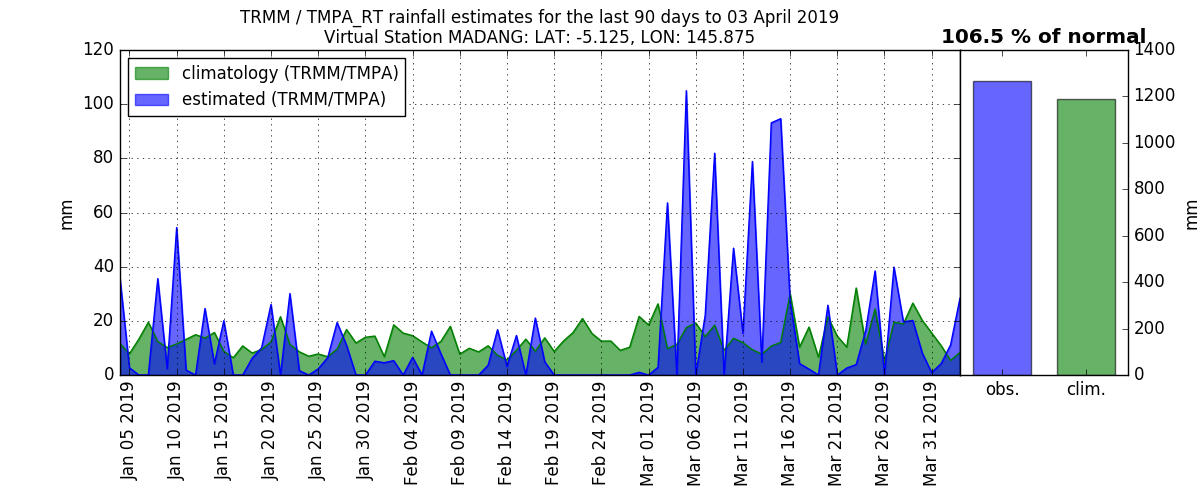 TRMM / TMPA_RT rainfall estimates for the last 90 days to 03 April 2019
Virtual Station MADANG: LAT: -5.125, LON: 145.875
106.5 % of normal
climatology (TRMM/TMPA)
estimated (TRMM/TMPA)
mm
120
100
80
60
40
20
0
Jan 05 2019
Jan 10 2019
Jan 15 2019
Jan 20 2019
Jan 25 2019
Jan 30 2019
Feb 04 2019
Feb 09 2019
Feb 14 2019
Feb 19 2019
Feb 24 2019
Mar 01 2019
Mar 06 2019
Mar 11 2019
Mar 16 2019
Mar 21 2019
Mar 26 2019
Mar 31 2019
obs.
clim.
1400
1200
1000
800
600
400
200
0
mm